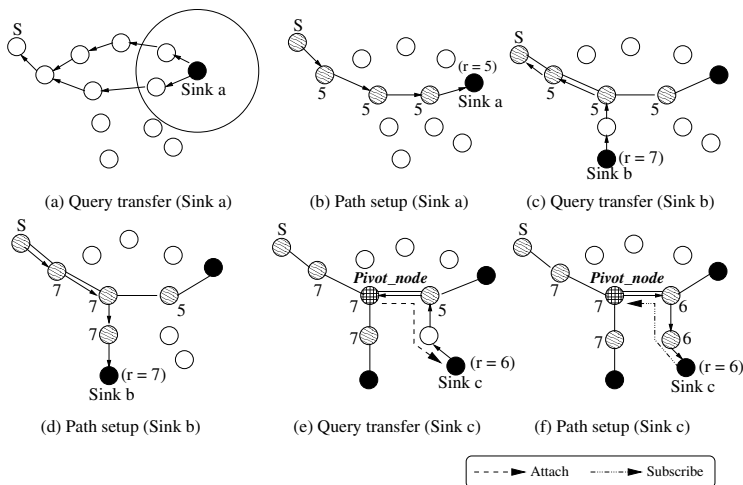 S
Sink a
(a) Query transfer (Sink a)
S
5
5
5
(r = 5)
Sink a
(b) Path setup (Sink a)
S
5
5
5
(r = 7)
Sink b
(c) Query transfer (Sink b)
S
7
7
5
7
(r = 7)
Sink b
(d) Path setup (Sink b)
S
7
Pivot_node
7
5
7
(r = 6)
Sink c
(e) Query transfer (Sink c)
S
7
Pivot_node
7
6
7
6
(r = 6)
Sink c
(f) Path setup (Sink c)
Attach
Subscribe